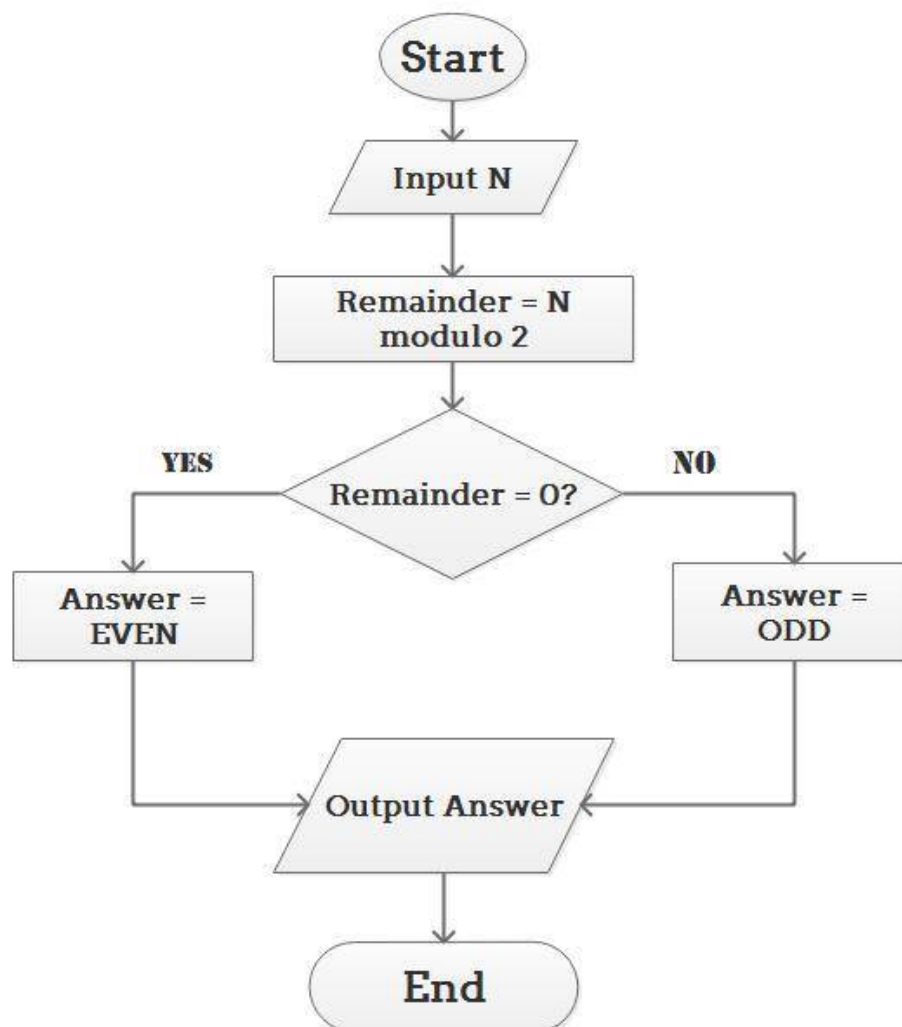 Start
Input N
Remainder = N
modulo 2
YES
NO
Remainder = 0?
Answer =
EVEN
Answer =
ODD
Output Answer
End